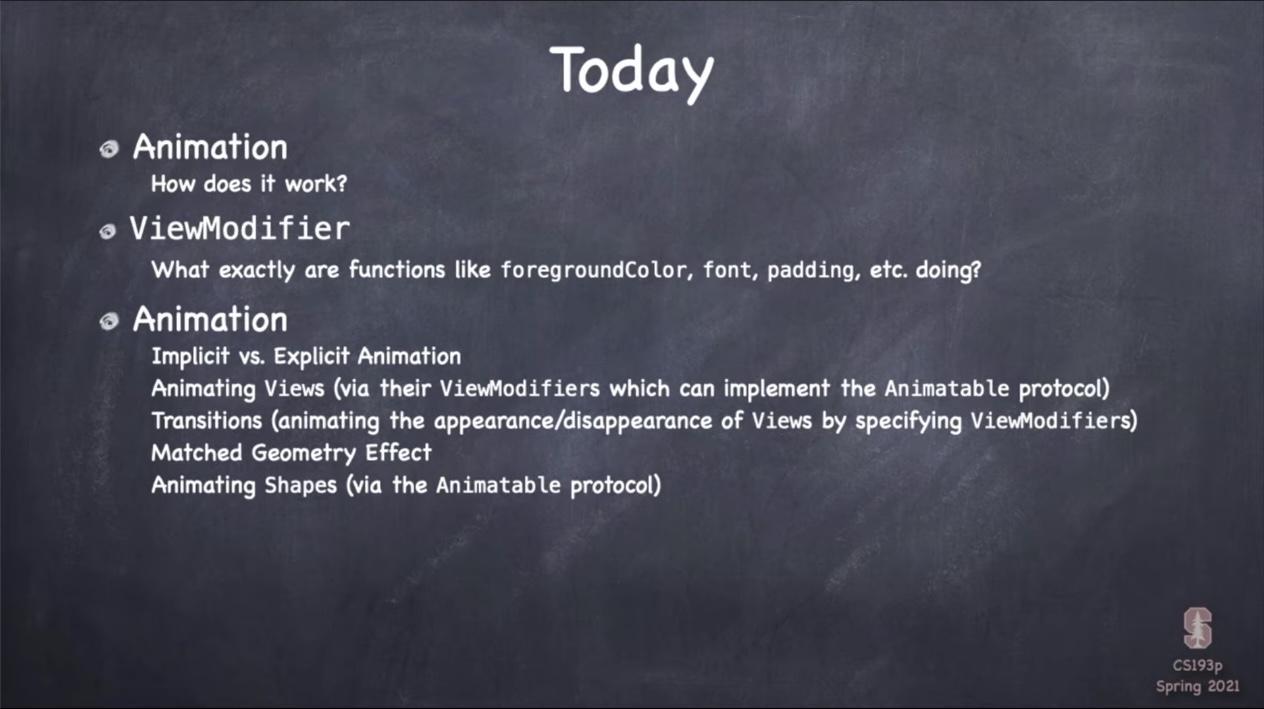 Today
Animation
How does it work?
ViewModifier
What exactly are functions like foregroundColor, font, padding, etc. doing?
Animation
Implicit vs. Explicit Animation
Animating Views (via their ViewModifiers which can implement the Animatable protocol)
Transitions (animating the appearance/disappearance of Views by specifying ViewModifiers)
Matched Geometry Effect
Animating Shapes (via the Animatable protocol)
S
CS193p
Spring 2021